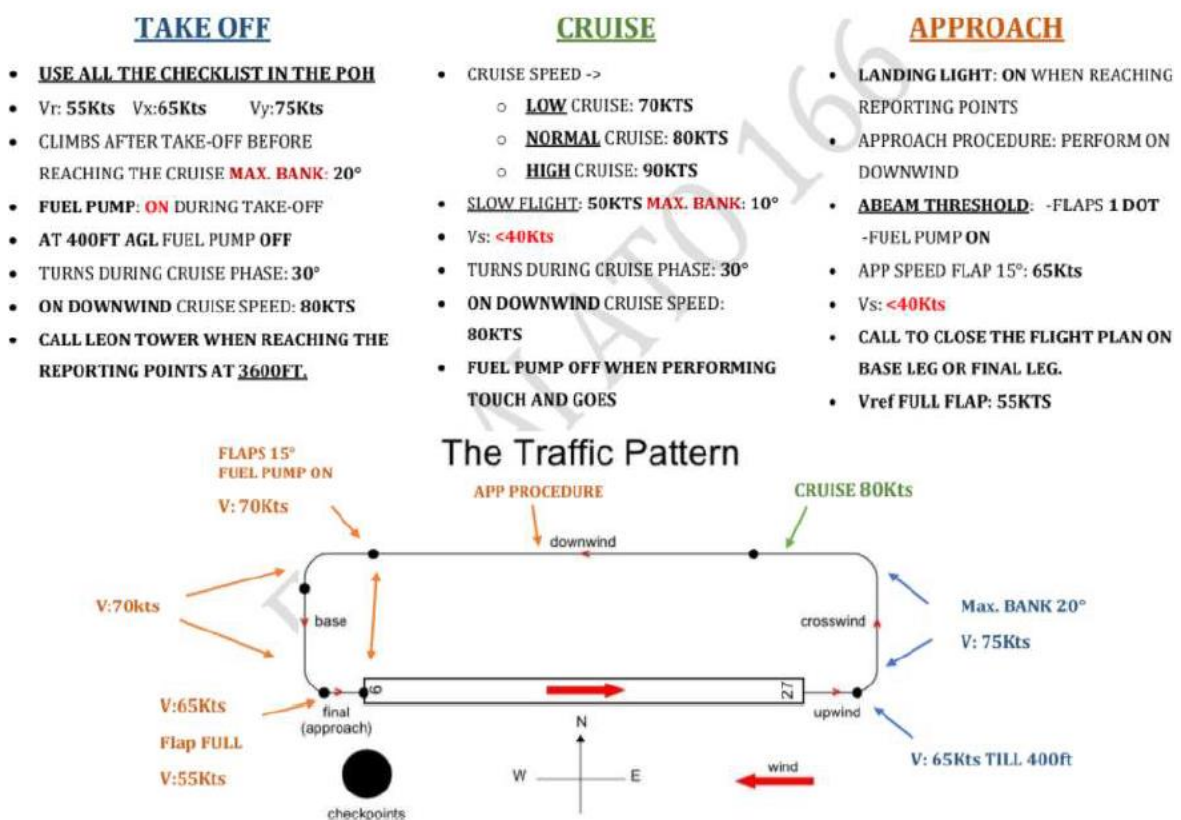 TAKE OFF
• USE ALL THE CHECKLIST IN THE POH
• Vr: 55Kts Vx:65Kts Vy:75Kts
• CLIMBS AFTER TAKE-OFF BEFORE
REACHING THE CRUISE MAX. BANK: 20°
• FUEL PUMP: ON DURING TAKE-OFF
• AT 400FT AGL FUEL PUMP OFF
• TURNS DURING CRUISE PHASE: 30°
• ON DOWNWIND CRUISE SPEED: 80KTS
• CALL LEON TOWER WHEN REACHING THE
REPORTING POINTS AT 3600FT.
CRUISE
• CRUISE SPEED ->
o LOW CRUISE: 70KTS
o NORMAL CRUISE: 80KTS
o HIGH CRUISE: 90KTS
• SLOW FLIGHT: 50KTS MAX. BANK: 10°
• Vs: <40Kts
• TURNS DURING CRUISE PHASE: 30°
• ON DOWNWIND CRUISE SPEED:
80KTS
• FUEL PUMP OFF WHEN PERFORMING
TOUCH AND GOES
APPROACH
• LANDING LIGHT: ON WHEN REACHING
REPORTING POINTS
• APPROACH PROCEDURE: PERFORM ON
DOWNWIND
• ABEAM THRESHOLD: -FLAPS 1 DOT
-FUEL PUMP ON
• APP SPEED FLAP 15°: 65Kts
• Vs: <40Kts
• CALL TO CLOSE THE FLIGHT PLAN ON
BASE LEG OR FINAL LEG.
• Vref FULL FLAP: 55KTS
ATO 166
The Traffic Pattern
FLAPS 15°
FUEL PUMP ON
V: 70Kts
APP PROCEDURE
CRUISE 80Kts
downwind
V:70kts
base
crosswind
Max. BANK 20°
V: 75Kts
9
27
V:65Kts
Flap FULL
V:55Kts
final
(approach)
upwind
V: 65Kts TILL 400ft
N
W
E
wind
checkpoints